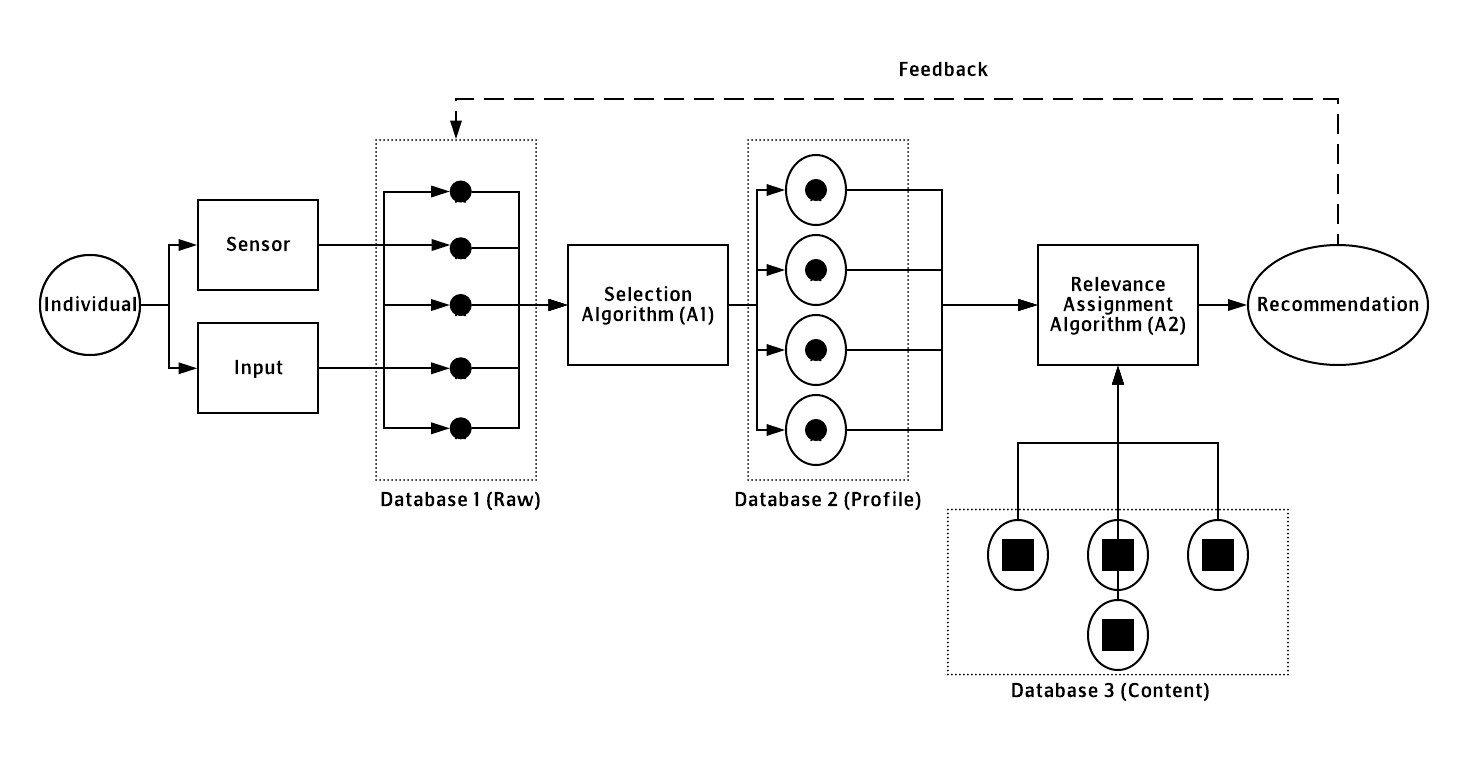 Feedback
Individual
Sensor
Input
Database 1 (Raw)
Selection
Algorithm (A1)
Database 2 (Profile)
Relevance
Assignment
Algorithm (A2)
Recommendation
Database 3 (Content)